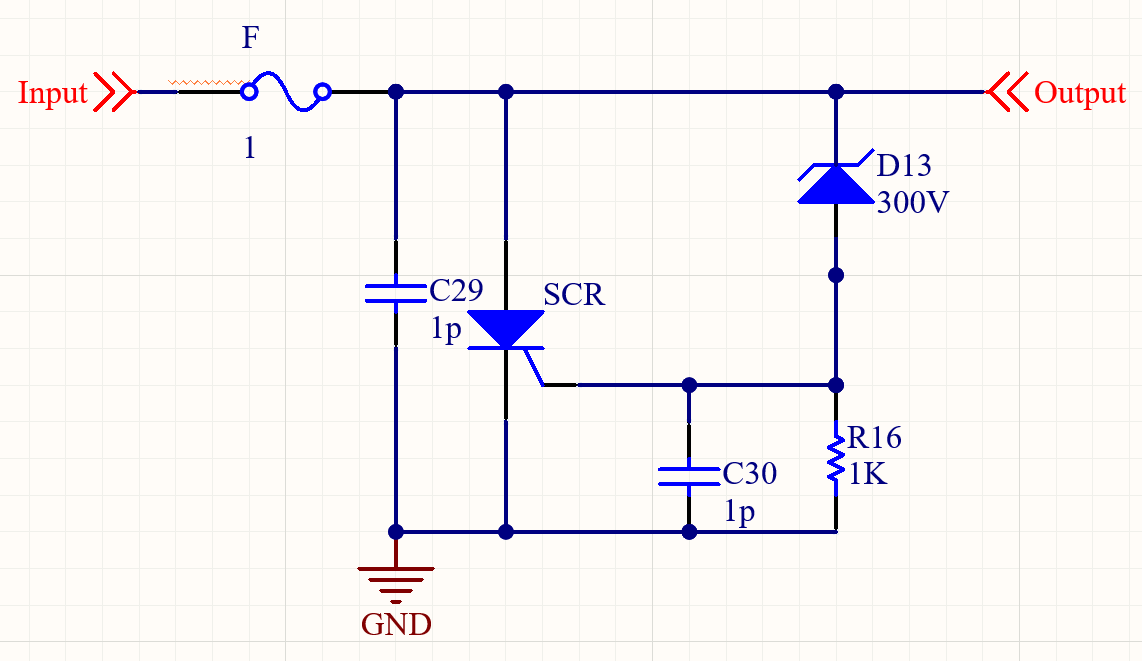 F
Input
Output
1
D13
300V
C29
1p
SCR
R16
1K
C30
1p
GND